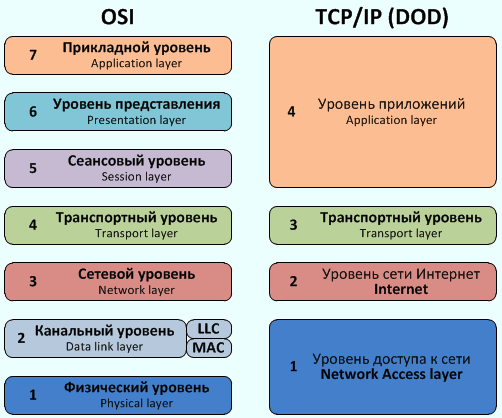 OSI
TCP/IP (DOD)
7 Прикладной уровень
Application layer
6 Уровень представления
Presentation layer
5 Сеансовый уровень
Session layer
4 Транспортный уровень
Transport layer
3 Сетевой уровень
Network layer
2 Канальный уровень
Data link layer
LLC
MAC
1 Физический уровень
Physical layer
4 Уровень приложений
Application layer
3 Транспортный уровень
Transport layer
2 Уровень сети Интернет
Internet
1 Уровень доступа к сети
Network Access layer